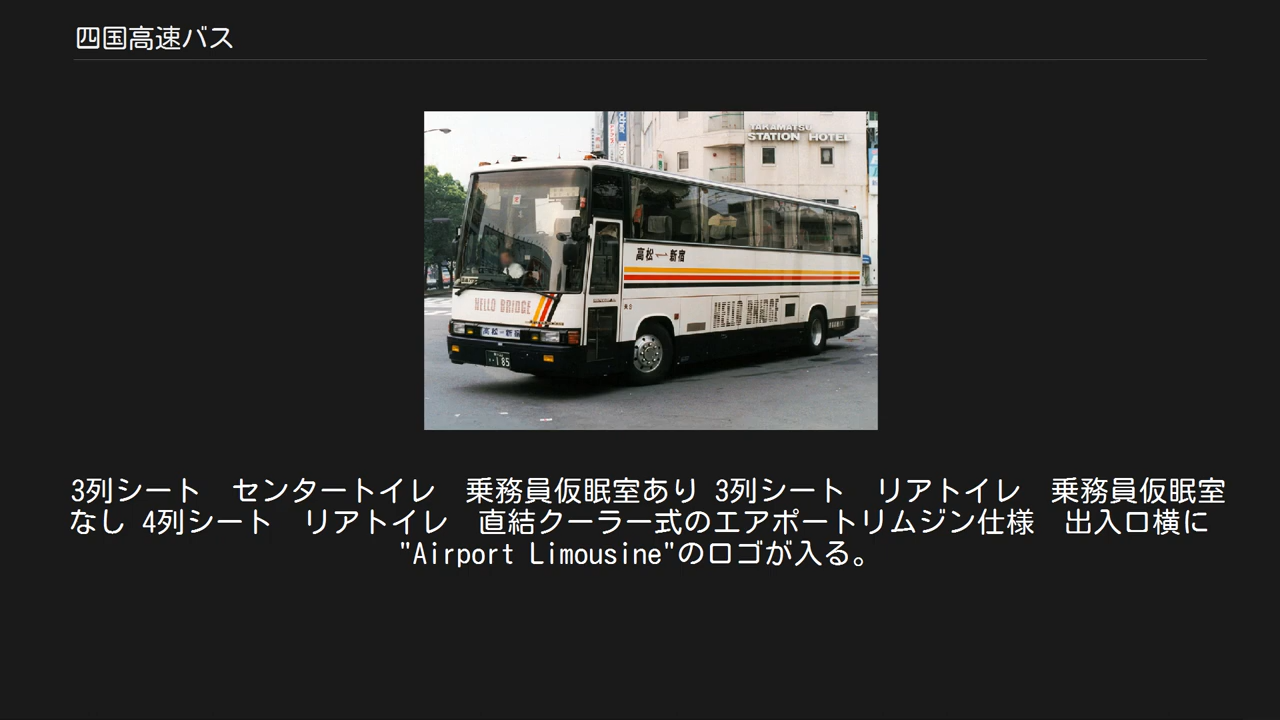 四国高速バス
TAKAMATSU
STATION HOTEL
高松ー新宿
HELLO BRIDGE
HELLO BRIDGE
高松ー新宿
185
3列シート　センタートイレ　乗務員仮眠室あり 3列シート　リアトイレ　乗務員仮眠室
なし 4列シート　リアトイレ　直結クーラー式のエアポートリムジン仕様　出入口横に
"Airport Limousine"のロゴが入る。